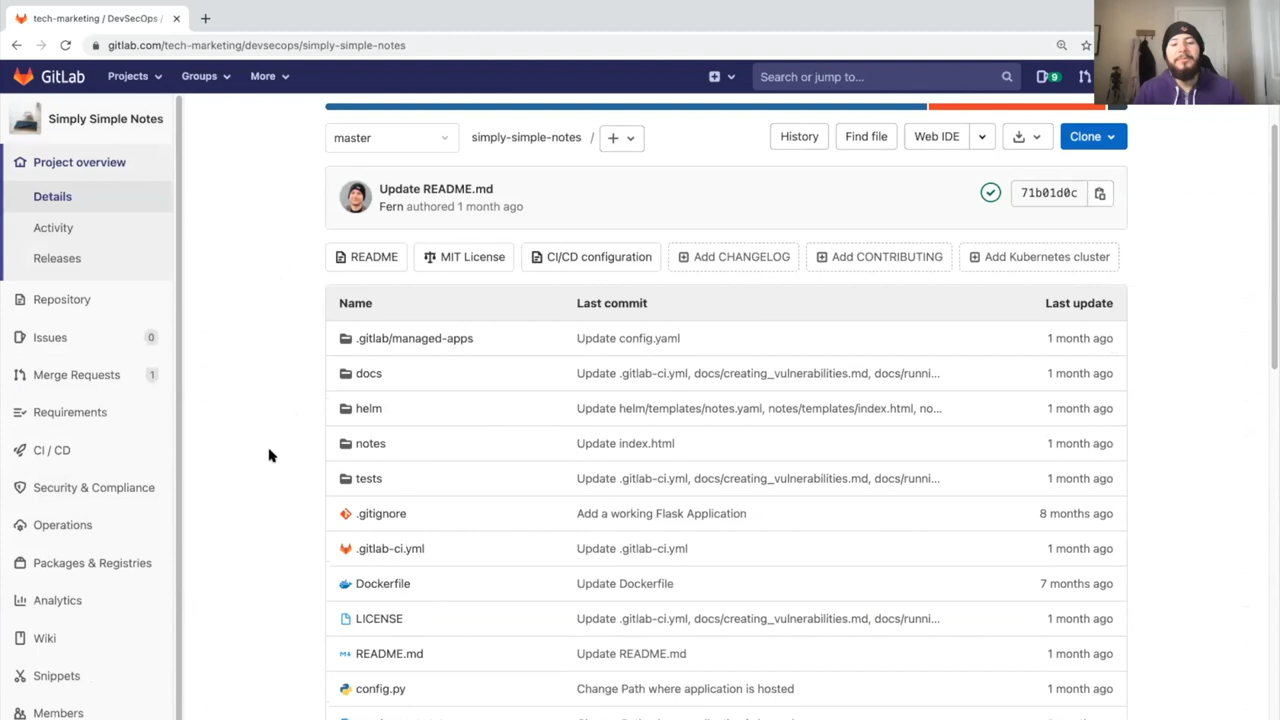 tech-marketing / DevSecOps /
gitlab.com/tech-marketing/devsecops/simply-simple-notes
GitLab Projects Groups More Search or jump to... 9
Simply Simple Notes
Project overview
Details
Activity
Releases
Repository
Issues 0
Merge Requests 1
Requirements
CI / CD
Security & Compliance
Operations
Packages & Registries
Analytics
Wiki
Snippets
Members
master simply-simple-notes / + History Find file Web IDE Clone
Update README.md
Fern authored 1 month ago
71b01d0c
README MIT License CI/CD configuration Add CHANGELOG Add CONTRIBUTING Add Kubernetes cluster
Name Last commit Last update
.gitlab/managed-apps Update config.yaml 1 month ago
docs Update .gitlab-ci.yml, docs/creating_vulnerabilities.md, docs/runni... 1 month ago
helm Update helm/templates/notes.yaml, notes/templates/index.html, no... 1 month ago
notes Update index.html 1 month ago
tests Update .gitlab-ci.yml, docs/creating_vulnerabilities.md, docs/runni... 1 month ago
.gitignore Add a working Flask Application 8 months ago
.gitlab-ci.yml Update .gitlab-ci.yml 1 month ago
Dockerfile Update Dockerfile 7 months ago
LICENSE Update .gitlab-ci.yml, docs/creating_vulnerabilities.md, docs/runni... 1 month ago
README.md Update README.md 1 month ago
config.py Change Path where application is hosted 1 month ago